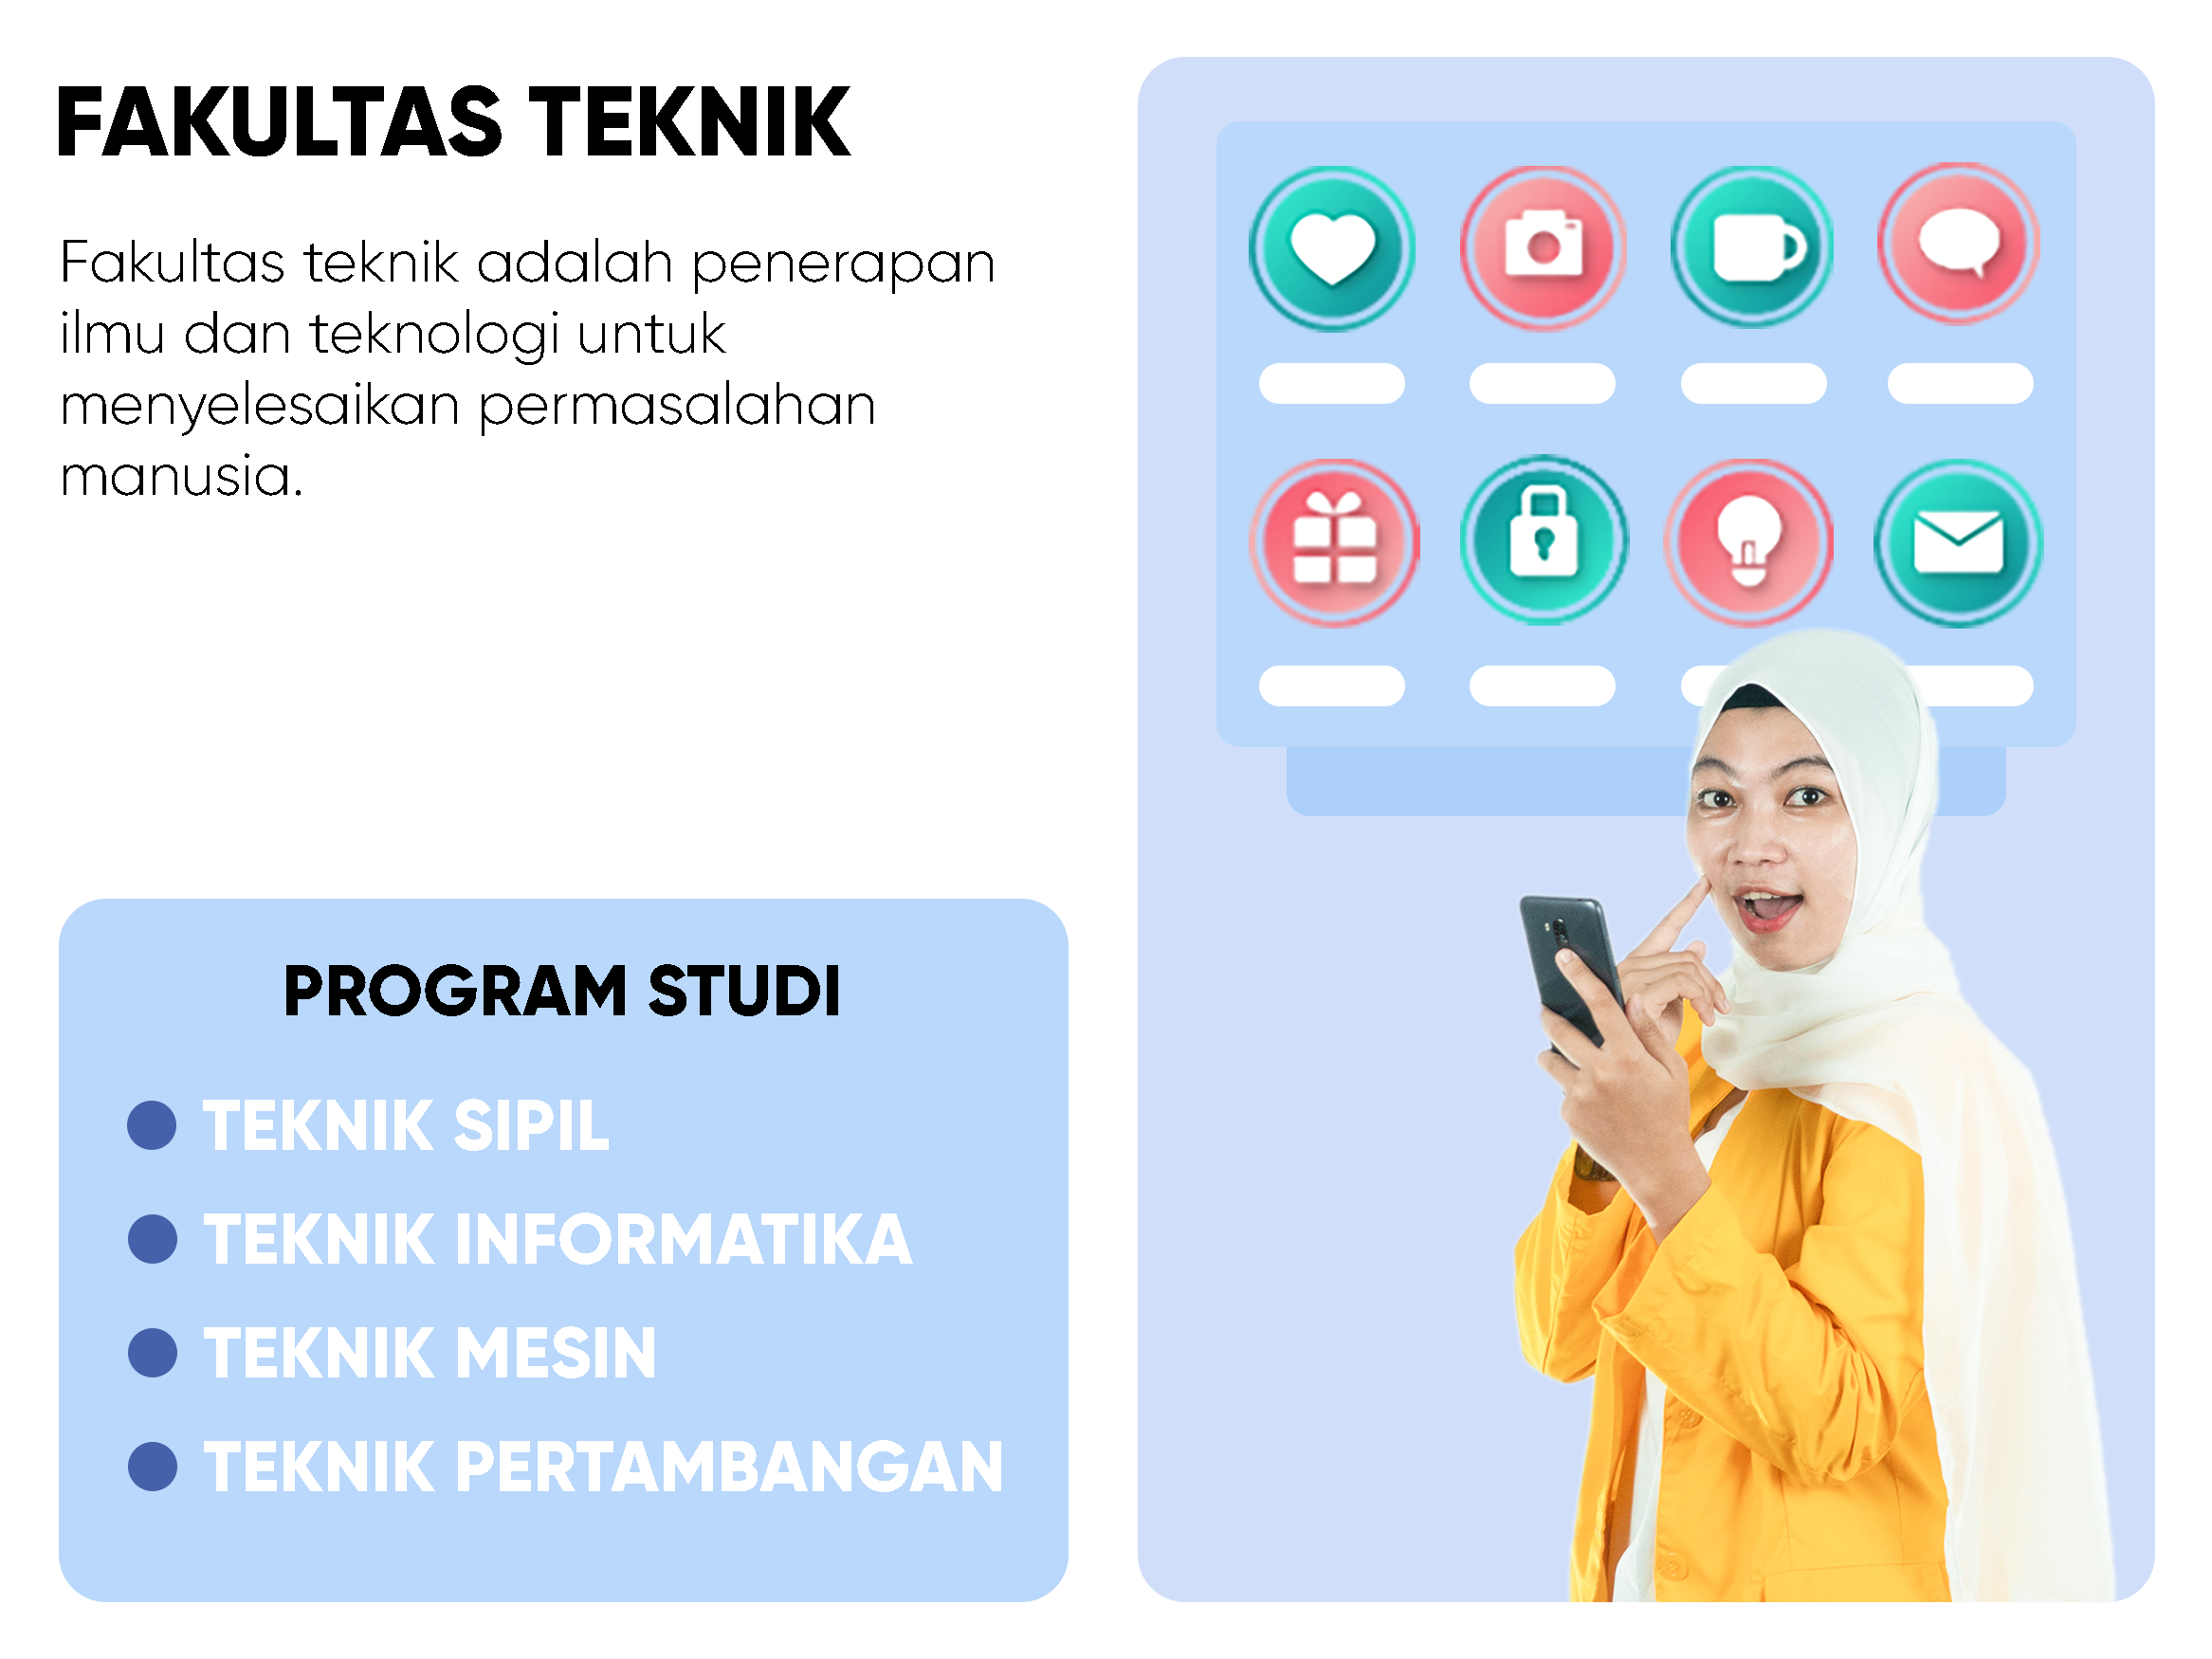 FAKULTAS TEKNIK
Fakultas teknik adalah penerapan
ilmu dan teknologi untuk
menyelesaikan permasalahan
manusia.
PROGRAM STUDI
TEKNIK SIPIL
TEKNIK INFORMATIKA
TEKNIK MESIN
TEKNIK PERTAMBANGAN